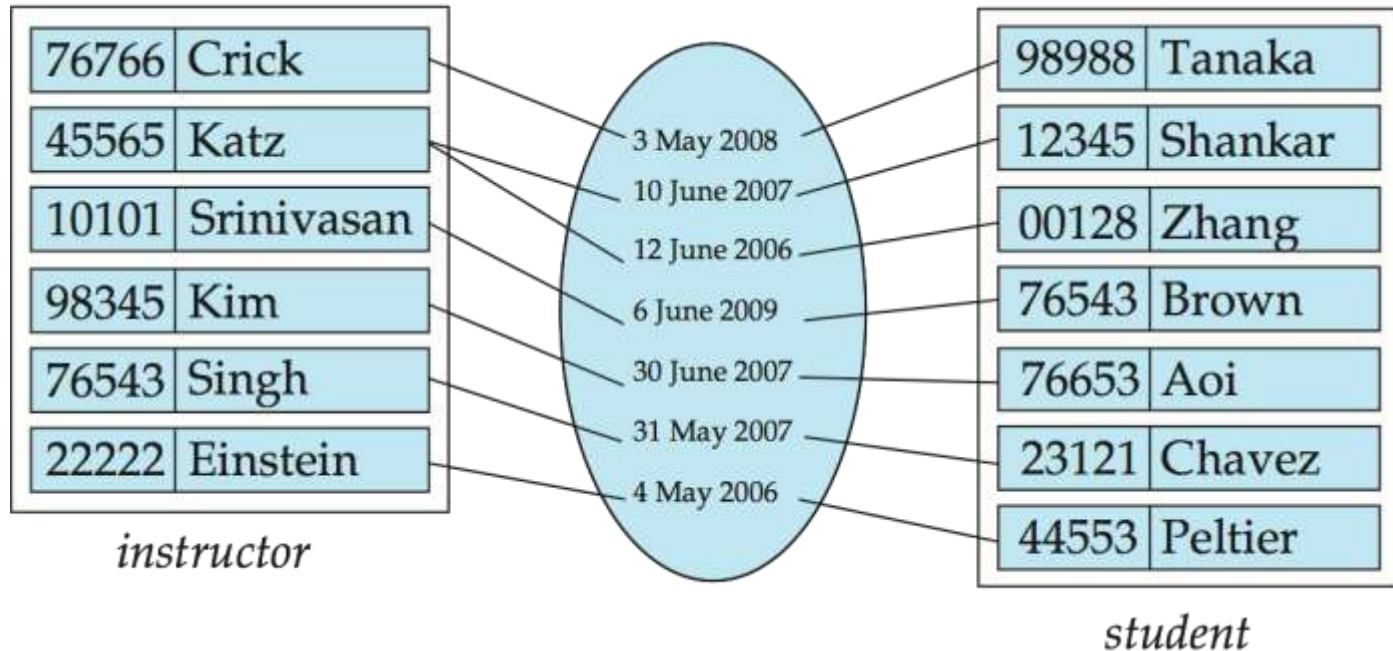 76766 Crick
45565 Katz
10101 Srinivasan
98345 Kim
76543 Singh
22222 Einstein
instructor
3 May 2008
10 June 2007
12 June 2006
6 June 2009
30 June 2007
31 May 2007
4 May 2006
98988 Tanaka
12345 Shankar
00128 Zhang
76543 Brown
76653 Aoi
23121 Chavez
44553 Peltier
student